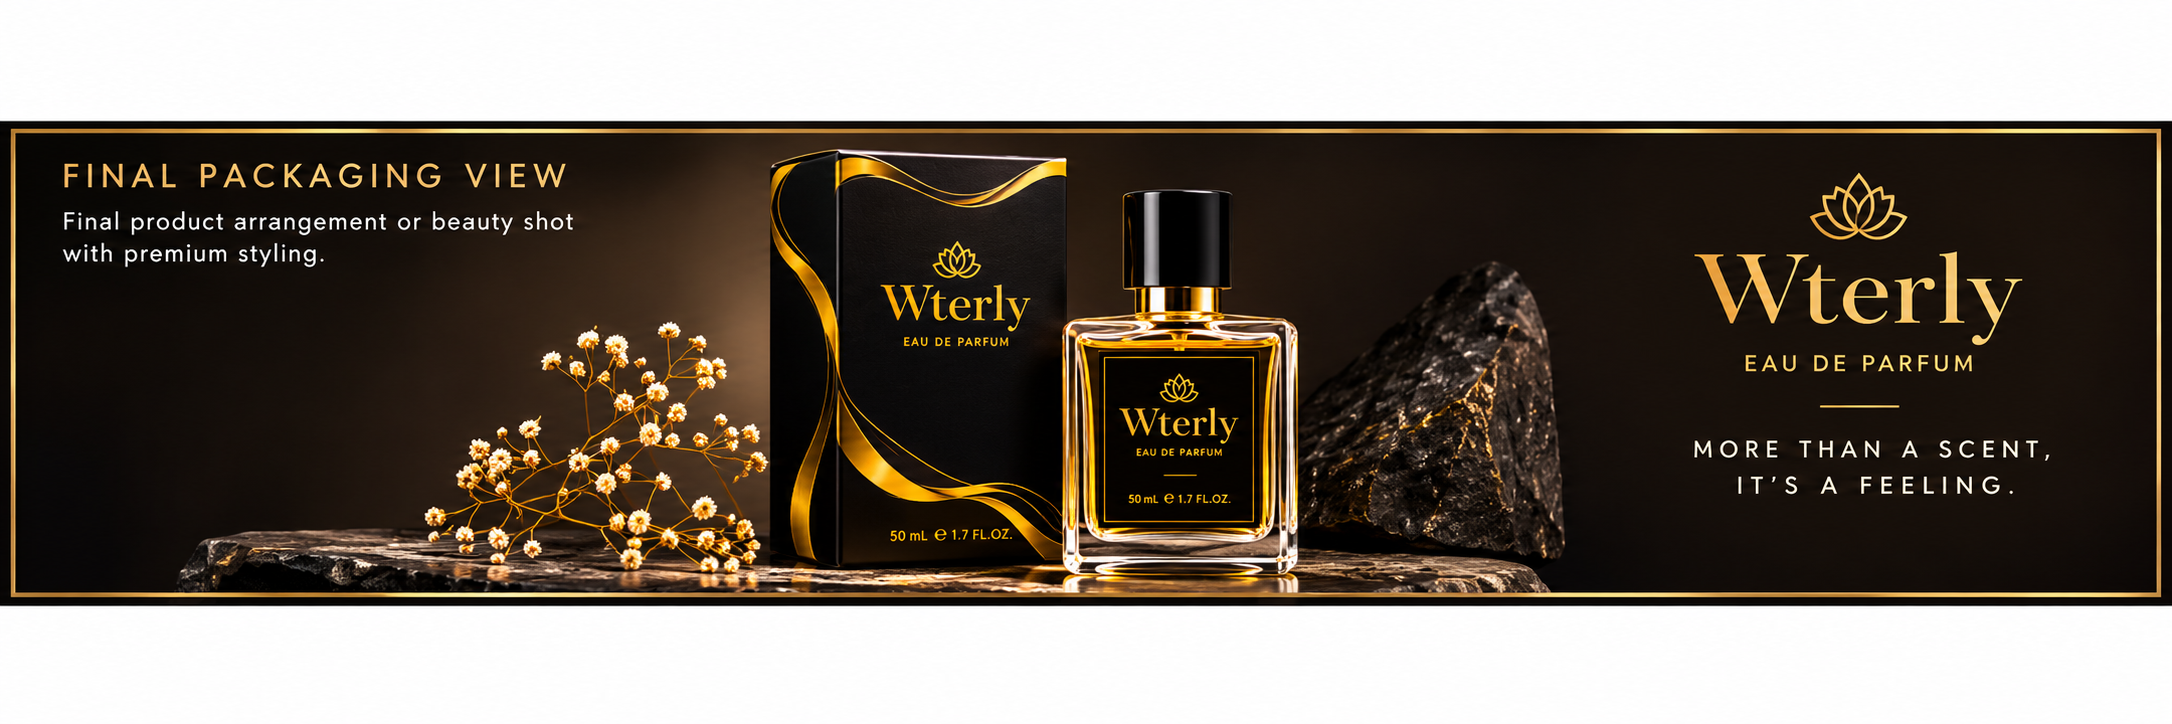 FINAL PACKAGING VIEW
Final product arrangement or beauty shot
with premium styling.
Wterly
EAU DE PARFUM
50 mL ℮ 1.7 FL.OZ.
Wterly
EAU DE PARFUM
50 mL ℮ 1.7 FL.OZ.
Wterly
EAU DE PARFUM
MORE THAN A SCENT,
IT'S A FEELING.